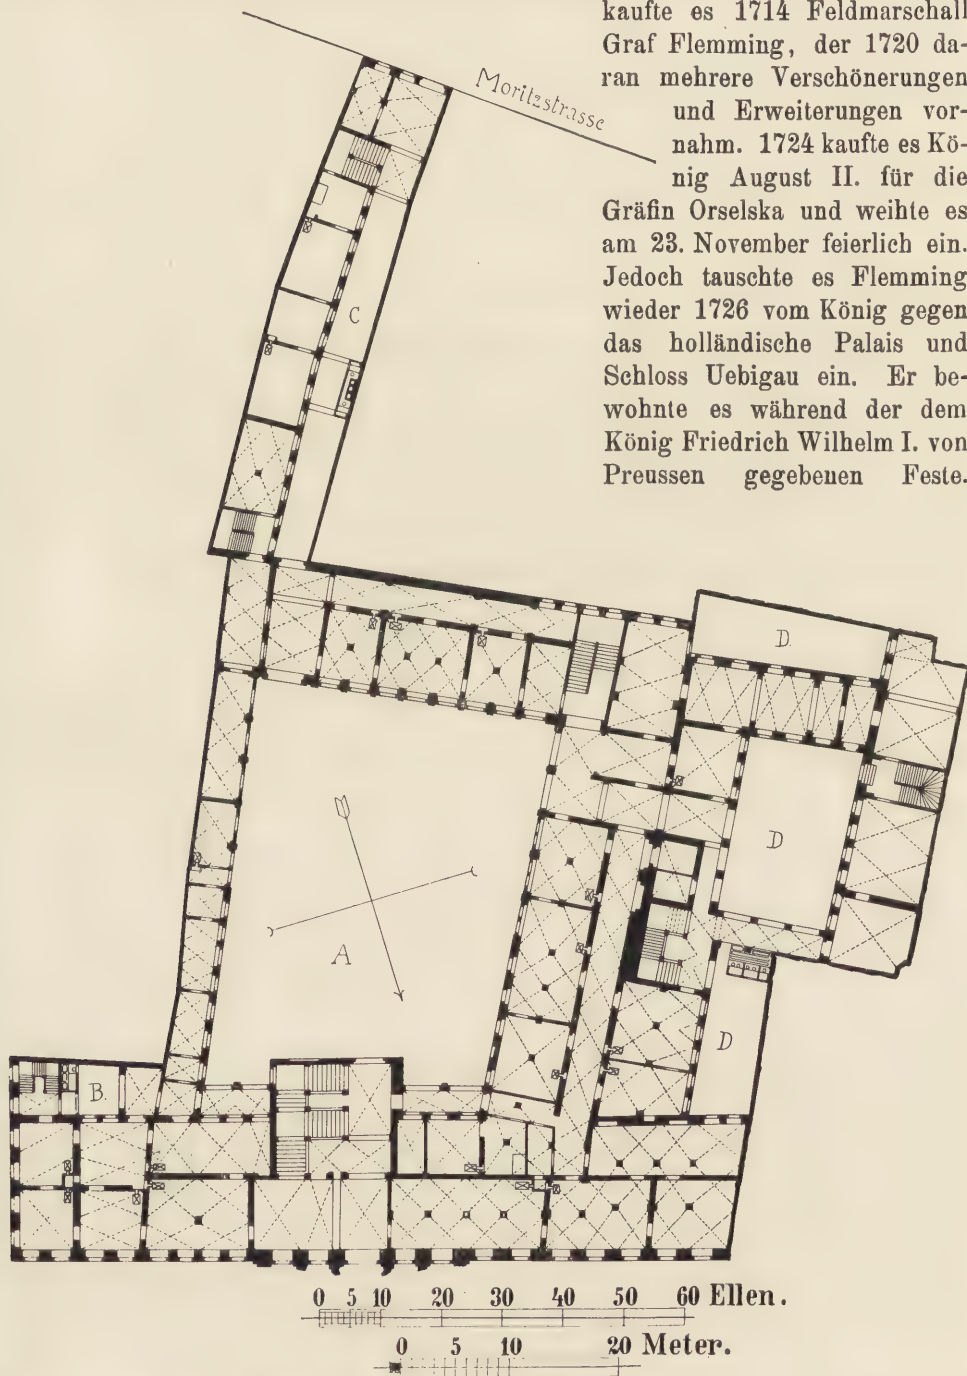 kaufte es 1714 Feldmarschall
Graf Flemming, der 1720 da-
ran mehrere Verschönerungen
und Erweiterungen vor-
nahm. 1724 kaufte es Kö-
nig August II. für die
Gräfin Orselska und weihte es
am 23. November feierlich ein.
Jedoch tauschte es Flemming
wieder 1726 vom König gegen
das holländische Palais und
Schloss Uebigau ein. Er be-
wohnte es während der dem
König Friedrich Wilhelm I. von
Preussen gegebenen Feste.
Moritzstrasse
C
D.
D
A
D
B.
0 5 10 20 30 40 50 60 Ellen.
0 5 10 20 Meter.